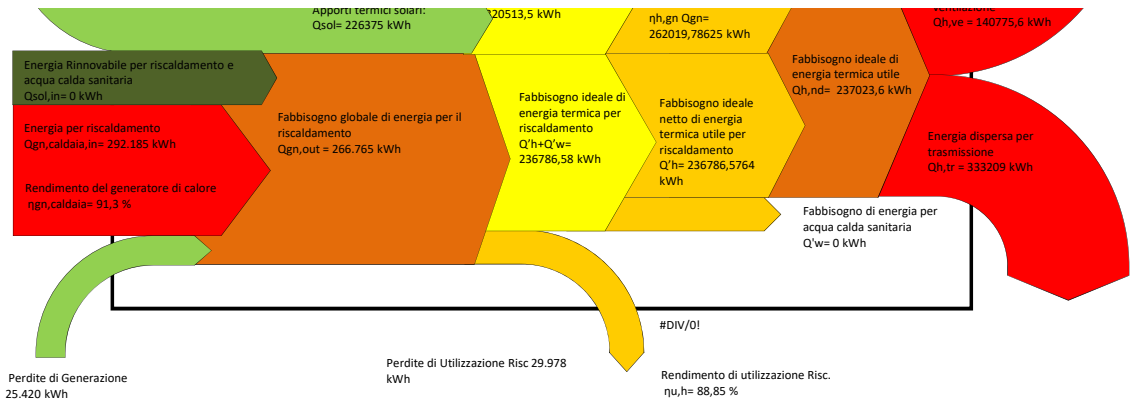 Apporti termici solari:
Qsol= 226375 kWh
20513,5 kWh
ηh,gn Qgn=
262019,78625 kWh
ventilazione
Qh,ve = 140775,6 kWh
Energia Rinnovabile per riscaldamento e
acqua calda sanitaria
Qsol,in= 0 kWh
Energia per riscaldamento
Qgn,caldaia,in= 292.185 kWh
Rendimento del generatore di calore
ηgn,caldaia= 91,3 %
Fabbisogno globale di energia per il
riscaldamento
Qgn,out = 266.765 kWh
Fabbisogno ideale di
energia termica per
riscaldamento
Q’h+Q’w=
236786,58 kWh
Fabbisogno ideale
netto di energia
termica utile per
riscaldamento
Q’h= 236786,5764
kWh
Fabbisogno ideale di
energia termica utile
Qh,nd= 237023,6 kWh
Energia dispersa per
trasmissione
Qh,tr = 333209 kWh
Fabbisogno di energia per
acqua calda sanitaria
Q'w= 0 kWh
#DIV/0!
Perdite di Generazione
25.420 kWh
Perdite di Utilizzazione Risc 29.978
kWh
Rendimento di utilizzazione Risc.
ηu,h= 88,85 %